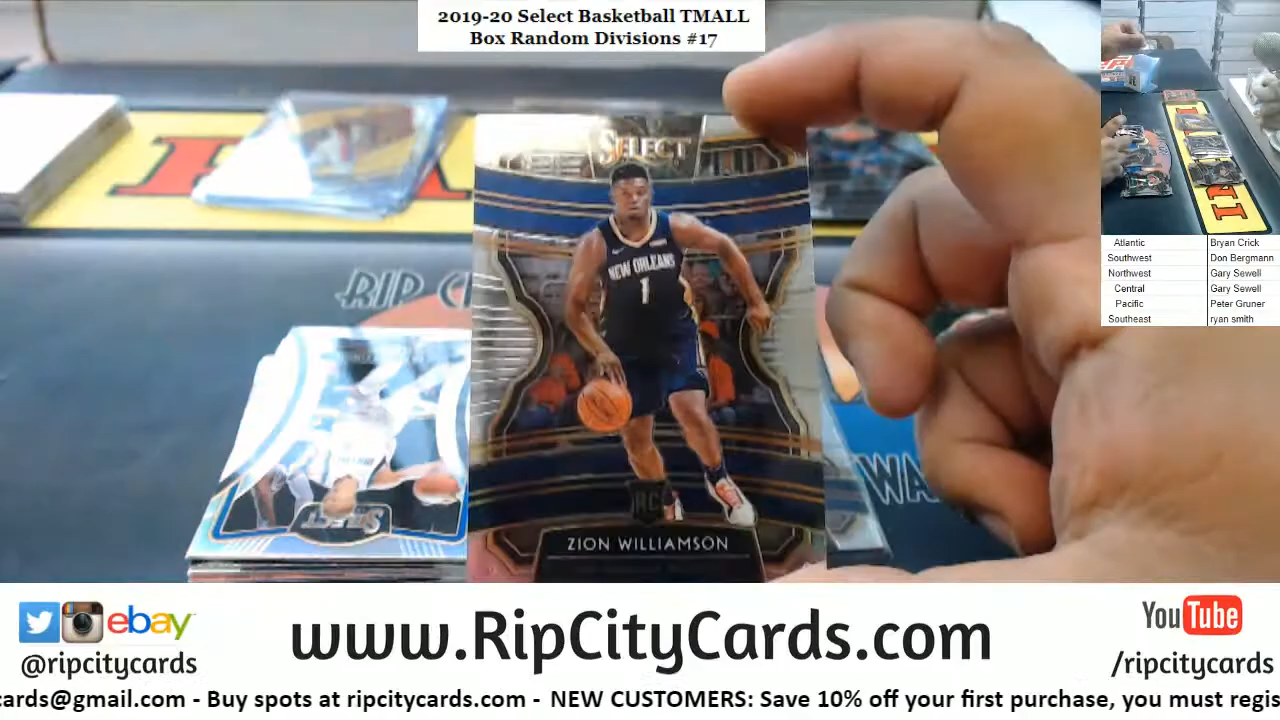 2019-20 Select Basketball TMALL
Box Random Divisions #17
SELECT
NEW ORLEANS
1
RC
ZION WILLIAMSON
RIP C
WA
Atlantic Bryan Crick
Southwest Don Bergmann
Northwest Gary Sewell
Central Gary Sewell
Pacific Peter Gruner
Southeast ryan smith
ebay
@ripcitycards
www.RipCityCards.com
YouTube
/ripcitycards
cards@gmail.com - Buy spots at ripcitycards.com - NEW CUSTOMERS: Save 10% off your first purchase, you must regis